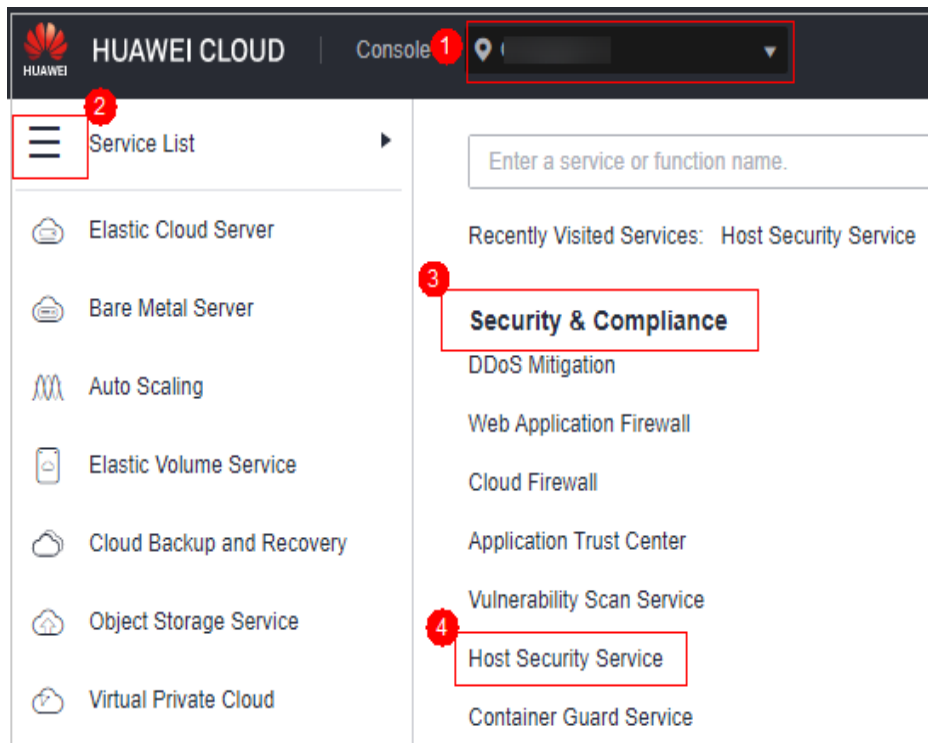 HUAWEI
HUAWEI CLOUD
Console
1
2
Service List
Elastic Cloud Server
Bare Metal Server
Auto Scaling
Elastic Volume Service
Cloud Backup and Recovery
Object Storage Service
Virtual Private Cloud
Enter a service or function name.
Recently Visited Services: Host Security Service
3
Security & Compliance
DDoS Mitigation
Web Application Firewall
Cloud Firewall
Application Trust Center
Vulnerability Scan Service
4
Host Security Service
Container Guard Service